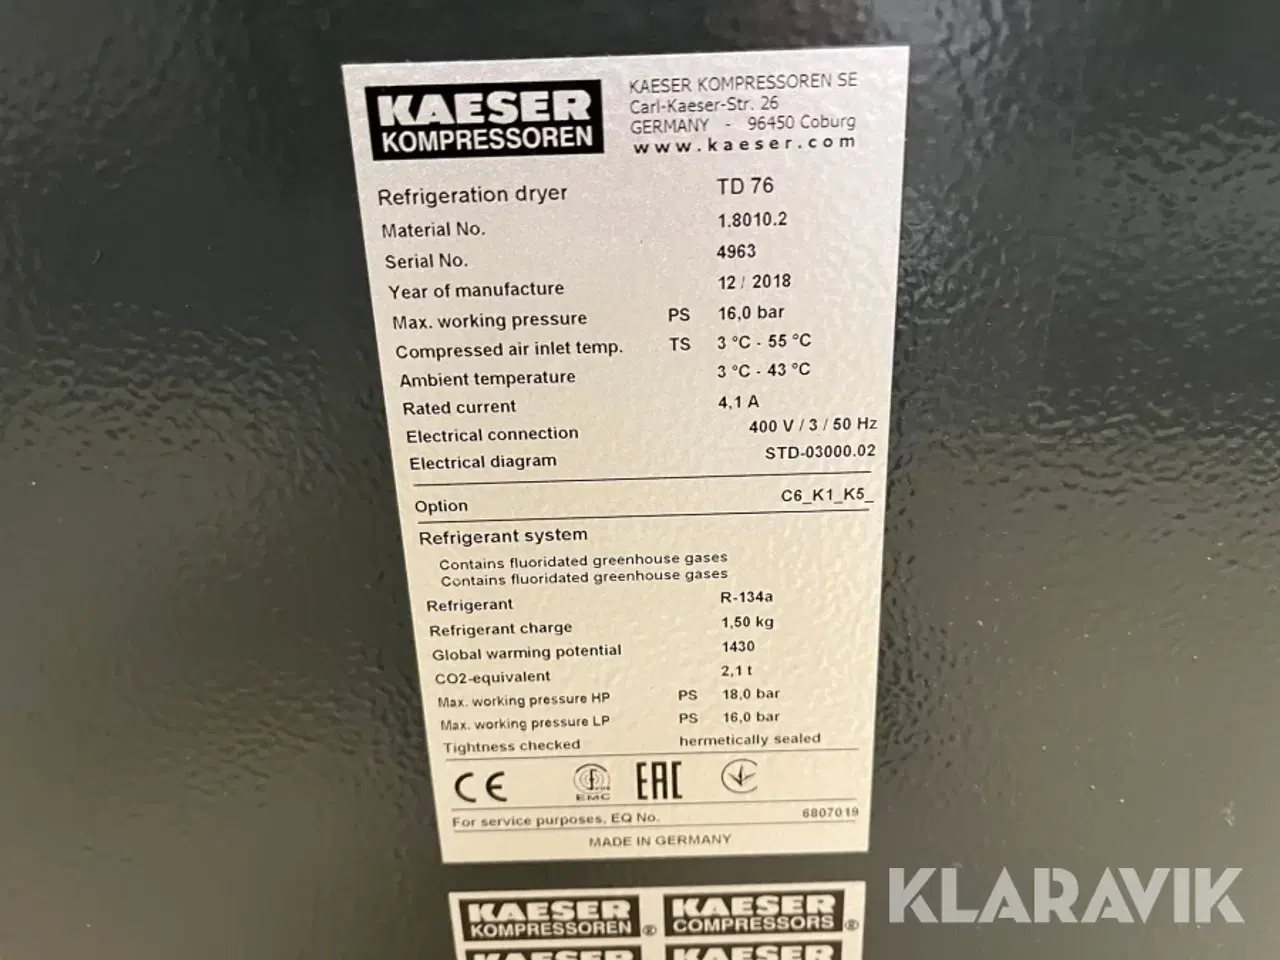 KAESER
KOMPRESSOREN
KAESER KOMPRESSOREN SE
Carl-Kaeser-Str. 26
GERMANY - 96450 Coburg
www.kaeser.com
Refrigeration dryer TD 76
Material No. 1.8010.2
Serial No. 4963
Year of manufacture 12 / 2018
Max. working pressure PS 16,0 bar
Compressed air inlet temp. TS 3 °C - 55 °C
Ambient temperature 3 °C - 43 °C
Rated current 4,1 A
Electrical connection 400 V / 3 / 50 Hz
Electrical diagram STD-03000.02
Option C6_K1_K5_
Refrigerant system
Contains fluoridated greenhouse gases
Contains fluoridated greenhouse gases
Refrigerant R-134a
Refrigerant charge 1,50 kg
Global warming potential 1430
CO2-equivalent 2,1 t
Max. working pressure HP PS 18,0 bar
Max. working pressure LP PS 16,0 bar
Tightness checked hermetically sealed
CE EMC EAC
For service purposes, EQ No. 6807019
MADE IN GERMANY
KLARAVIK
KAESER KAESER
KOMPRESSOREN® COMPRESSORS®
KAESER KAESER